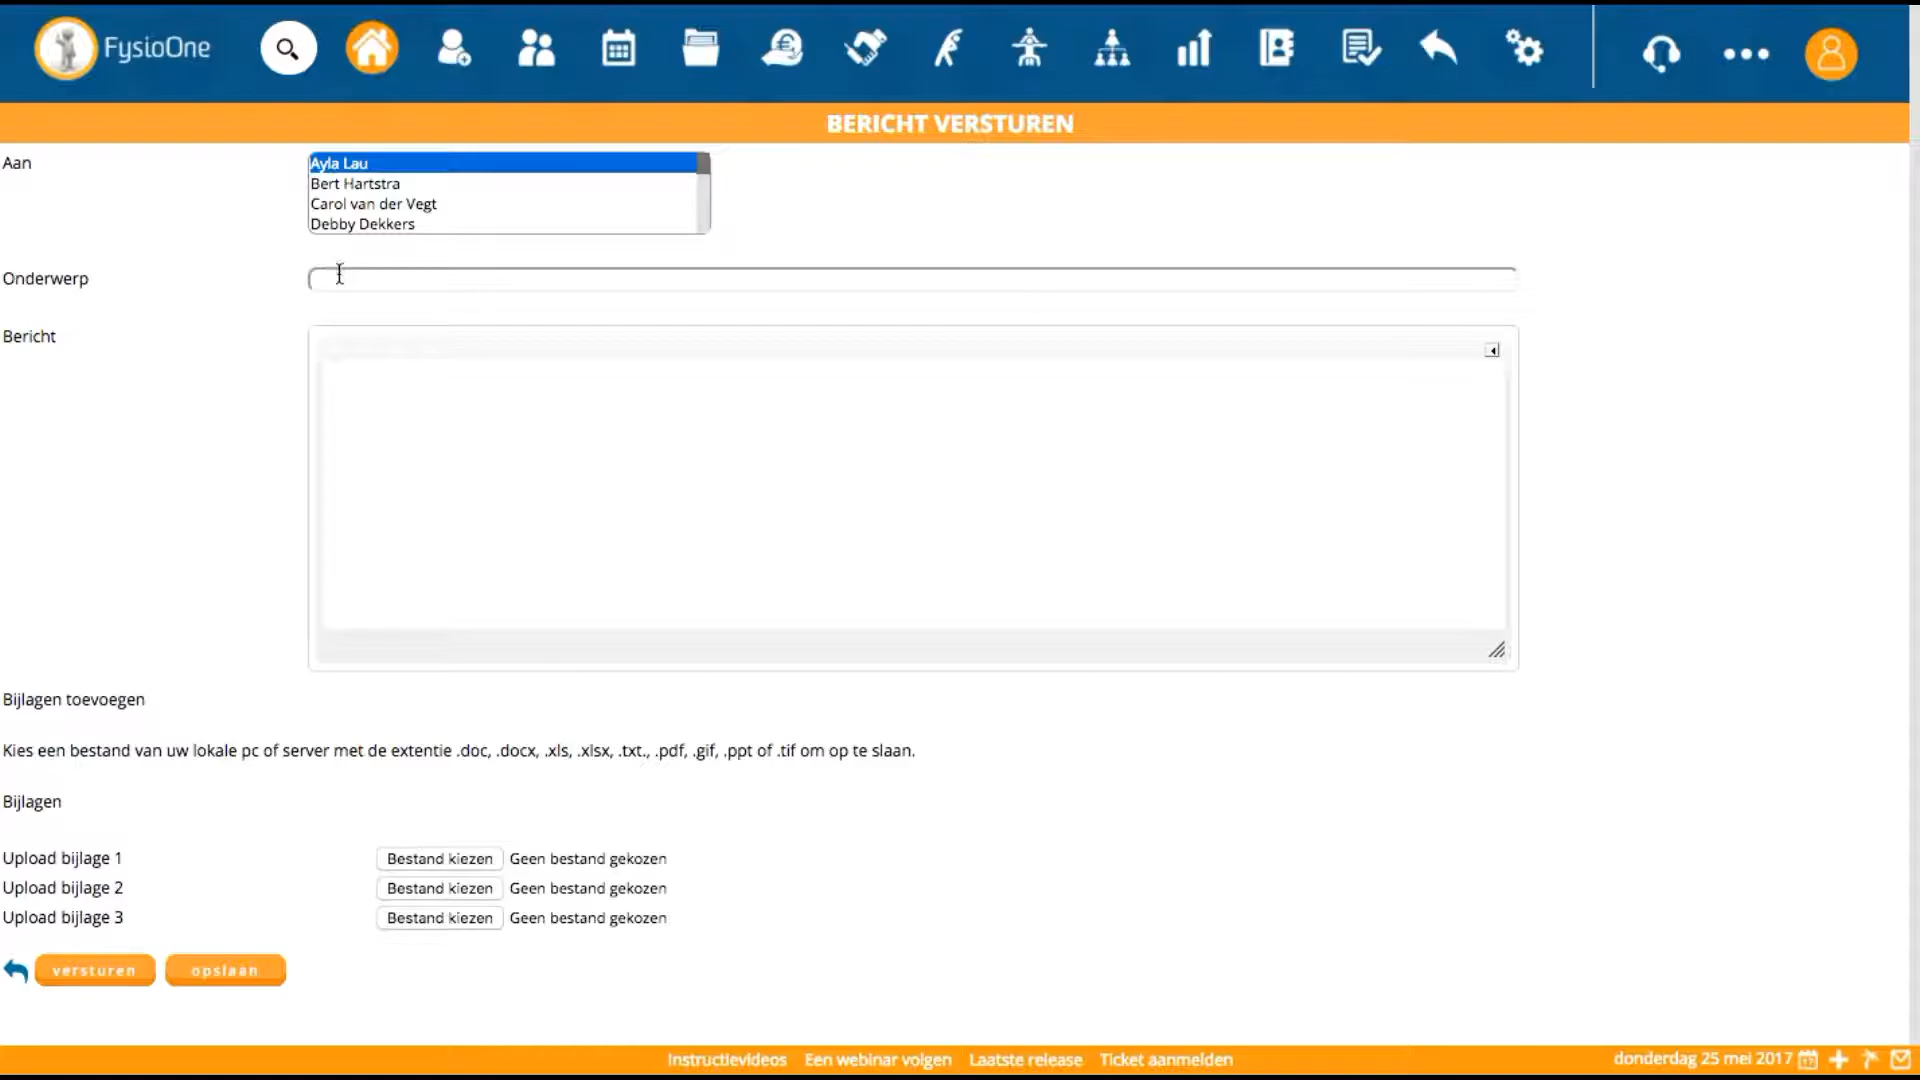 FysioOne
BERICHT VERSTUREN
Aan
Ayla Lau
Bert Hartstra
Carol van der Vegt
Debby Dekkers
Onderwerp
Bericht
Bijlagen toevoegen
Kies een bestand van uw lokale pc of server met de extentie .doc, .docx, .xls, .xlsx, .txt., .pdf, .gif, .ppt of .tif om op te slaan.
Bijlagen
Upload bijlage 1 Bestand kiezen Geen bestand gekozen
Upload bijlage 2 Bestand kiezen Geen bestand gekozen
Upload bijlage 3 Bestand kiezen Geen bestand gekozen
versturen opslaan
Instructievideos Een webinar volgen Laatste release Ticket aanmelden donderdag 25 mei 2017